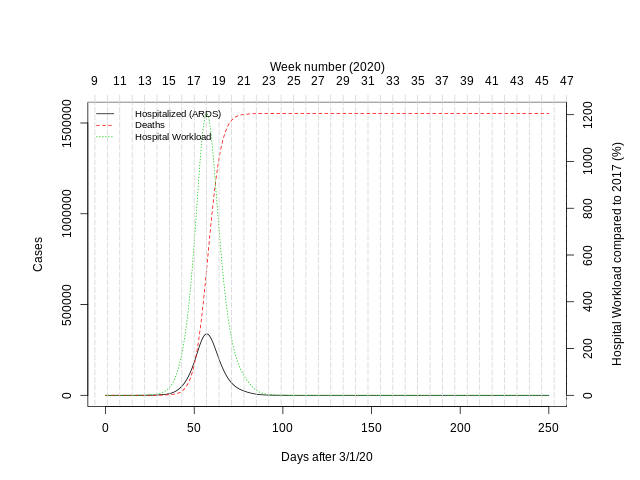 Week number (2020)
9 11 13 15 17 19 21 23 25 27 29 31 33 35 37 39 41 43 45 47
Hospitalized (ARDS)
Deaths
Hospital Workload
Cases
0 500000 1000000 1500000
Hospital Workload compared to 2017 (%)
0 200 400 600 800 1000 1200
0 50 100 150 200 250
Days after 3/1/20